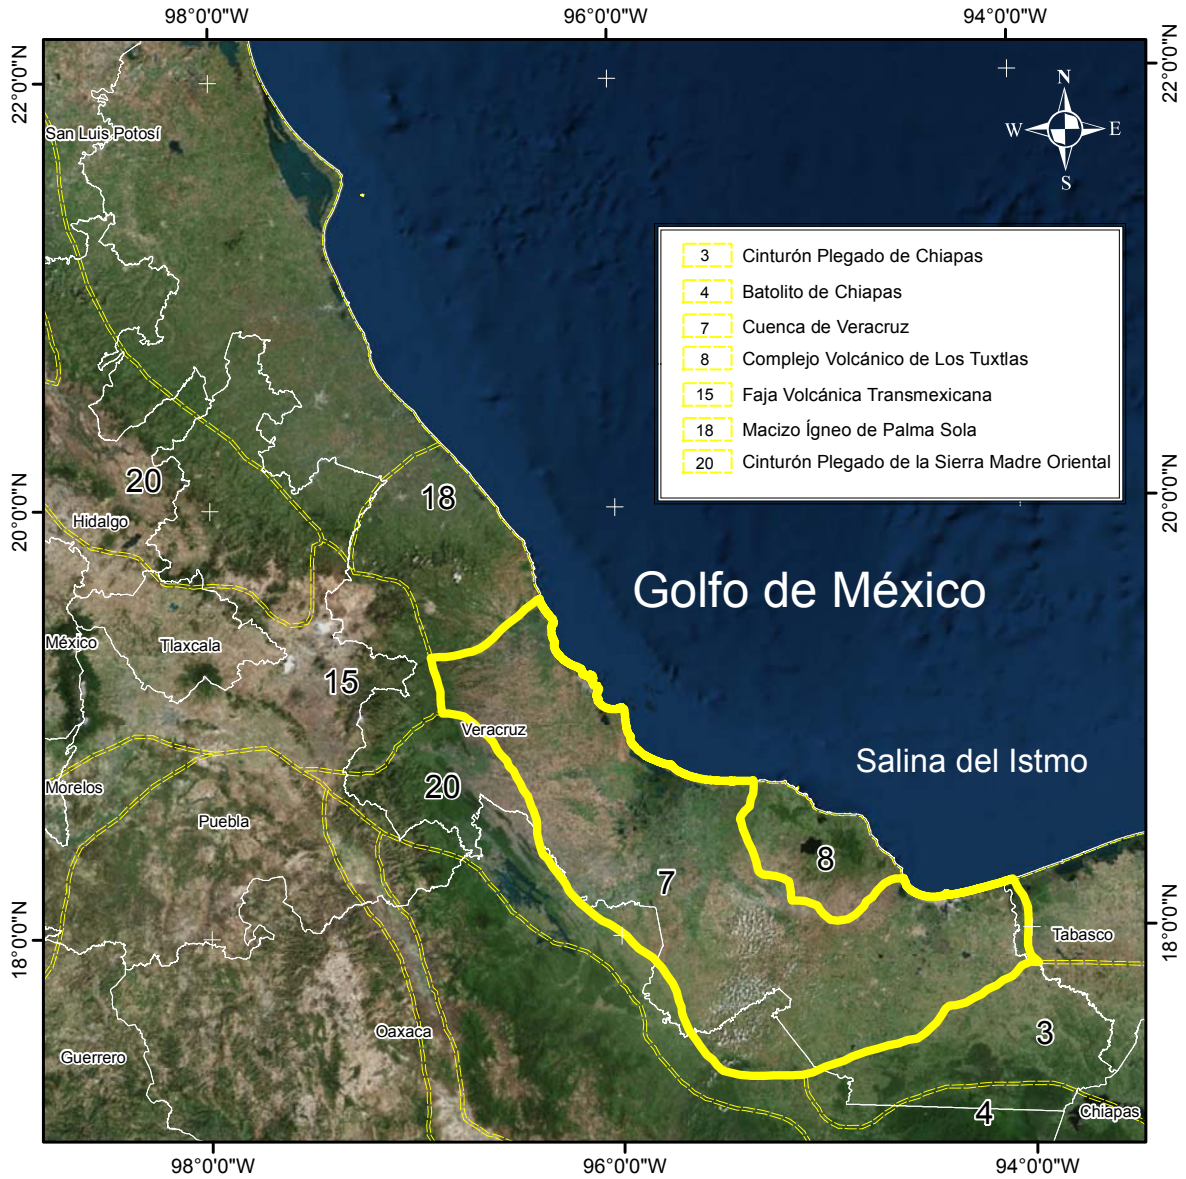 98°0'0"W
96°0'0"W
94°0'0"W
22°0'0"N
22°0'0"N
N
W
E
S
San Luis Potosí
3 Cinturón Plegado de Chiapas
4 Batolito de Chiapas
7 Cuenca de Veracruz
8 Complejo Volcánico de Los Tuxtlas
15 Faja Volcánica Transmexicana
18 Macizo Ígneo de Palma Sola
20 Cinturón Plegado de la Sierra Madre Oriental
20
18
20°0'0"N
20°0'0"N
Hidalgo
Golfo de México
México
Tlaxcala
15
Veracruz
Salina del Istmo
Morelos
20
Puebla
8
7
18°0'0"N
18°0'0"N
Tabasco
Oaxaca
3
Guerrero
4
Chiapas
98°0'0"W
96°0'0"W
94°0'0"W